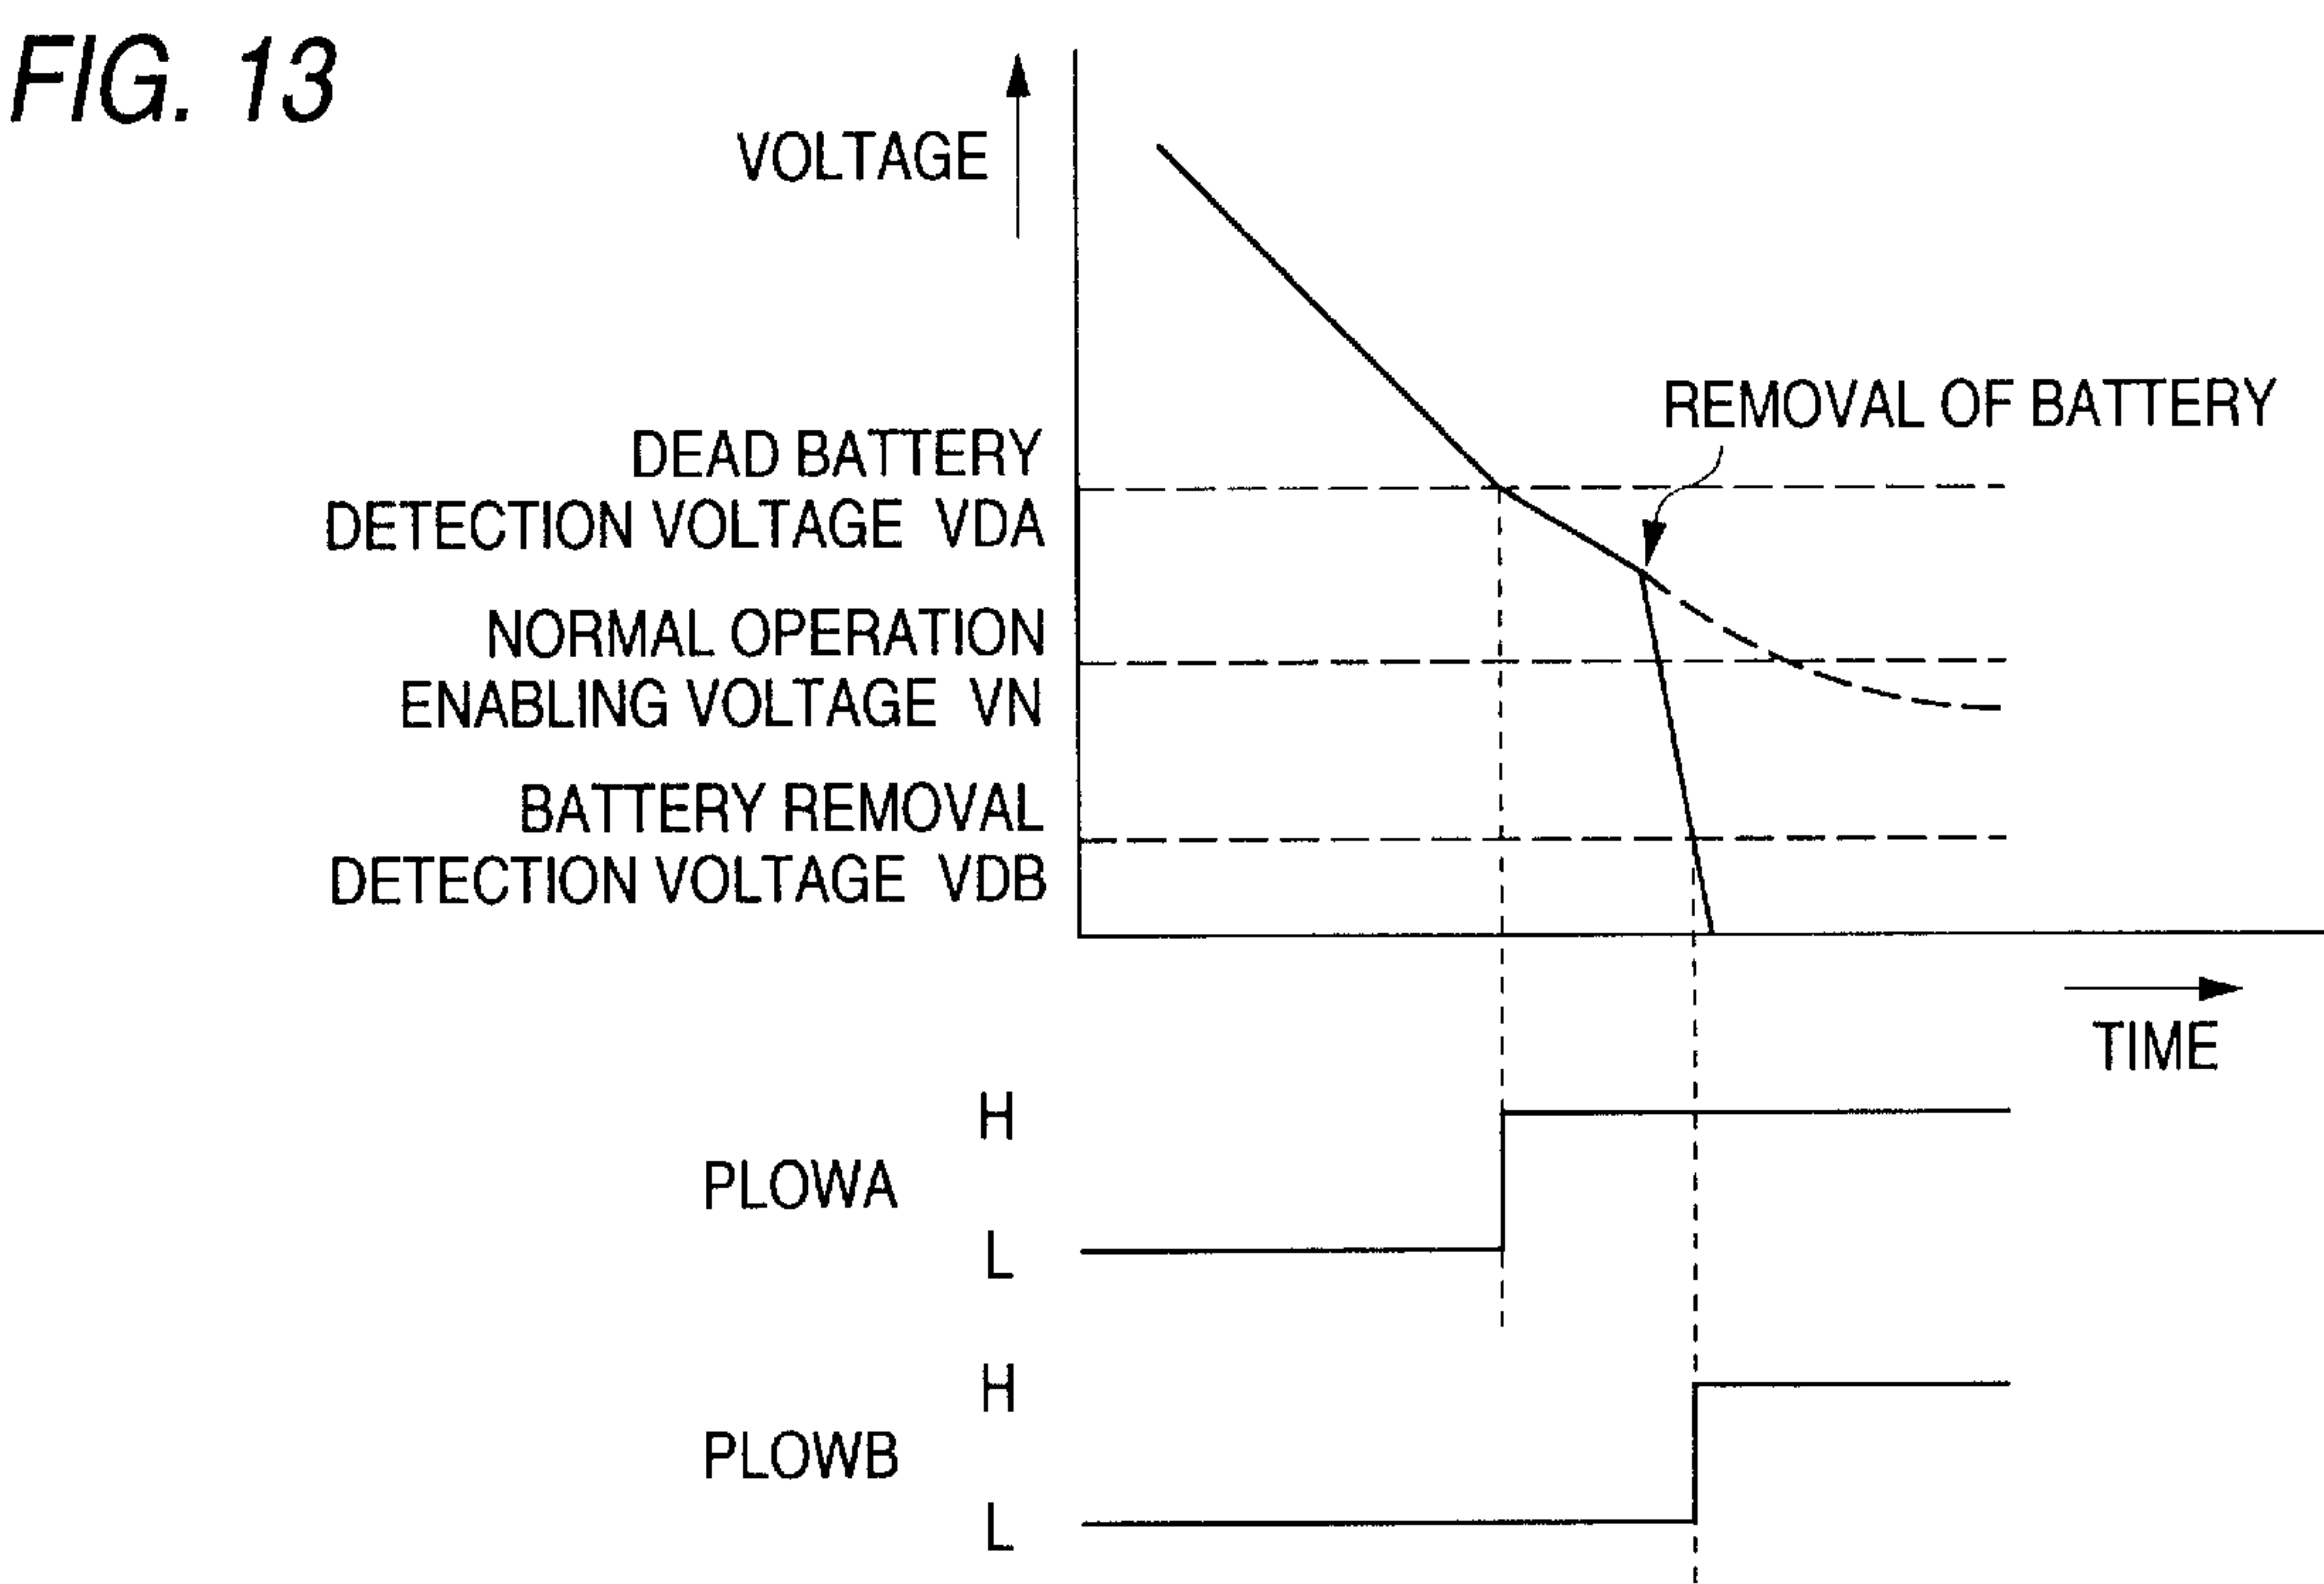 FIG. 13
VOLTAGE
REMOVAL OF BATTERY
DEAD BATTERY
DETECTION VOLTAGE VDA
NORMAL OPERATION
ENABLING VOLTAGE VN
BATTERY REMOVAL
DETECTION VOLTAGE VDB
TIME
H
PLOWA
L
H
PLOWB
L